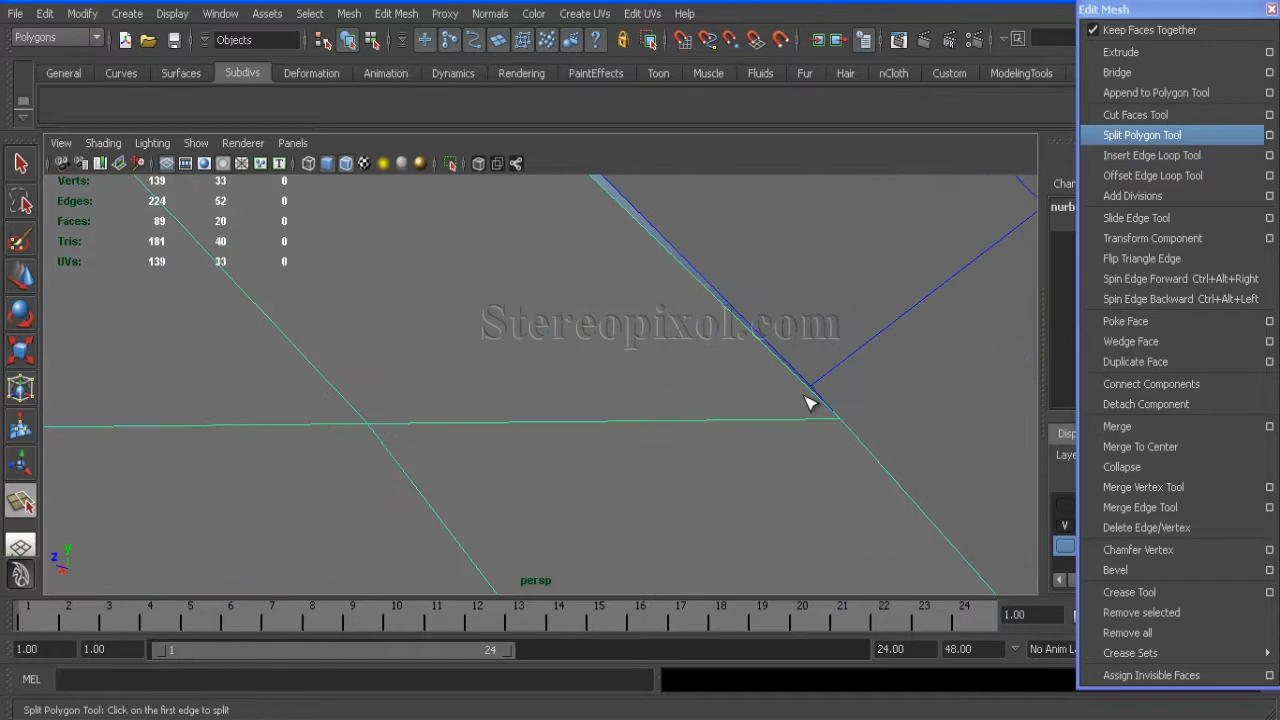 File Edit Modify Create Display Window Assets Select Mesh Edit Mesh Proxy Normals Color Create UVs Edit UVs Help
Polygons Objects
General Curves Surfaces Subdivs Deformation Animation Dynamics Rendering PaintEffects Toon Muscle Fluids Fur Hair nCloth Custom ModelingTools
View Shading Lighting Show Renderer Panels
Verts: 139 33 0
Edges: 224 52 0
Faces: 89 20 0
Tris: 181 40 0
UVs: 139 33 0
Stereopixol.com
z y
persp
Chan
nurb
Disp
Laye
V
1 2 3 4 5 6 7 8 9 10 11 12 13 14 15 16 17 18 19 20 21 22 23 24 1.00
1.00 1.00 1 24 24.00 48.00 No Anim L
MEL
Split Polygon Tool: Click on the first edge to split
Edit Mesh
Keep Faces Together
Extrude
Bridge
Append to Polygon Tool
Cut Faces Tool
Split Polygon Tool
Insert Edge Loop Tool
Offset Edge Loop Tool
Add Divisions
Slide Edge Tool
Transform Component
Flip Triangle Edge
Spin Edge Forward Ctrl+Alt+Right
Spin Edge Backward Ctrl+Alt+Left
Poke Face
Wedge Face
Duplicate Face
Connect Components
Detach Component
Merge
Merge To Center
Collapse
Merge Vertex Tool
Merge Edge Tool
Delete Edge/Vertex
Chamfer Vertex
Bevel
Crease Tool
Remove selected
Remove all
Crease Sets
Assign Invisible Faces